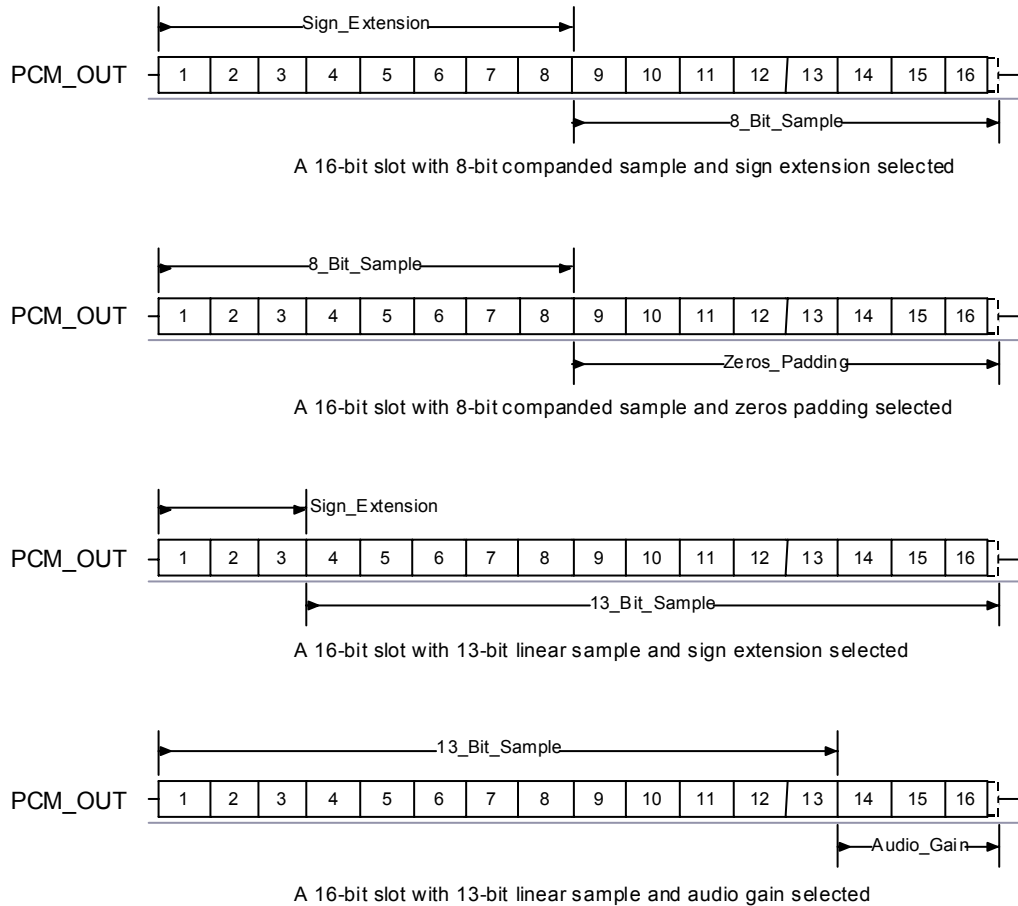 Sign_Extension
PCM_OUT 1 2 3 4 5 6 7 8 9 10 11 12 13 14 15 16
8_Bit_Sample
A 16-bit slot with 8-bit companded sample and sign extension selected
8_Bit_Sample
PCM_OUT 1 2 3 4 5 6 7 8 9 10 11 12 13 14 15 16
Zeros_Padding
A 16-bit slot with 8-bit companded sample and zeros padding selected
Sign_Extension
PCM_OUT 1 2 3 4 5 6 7 8 9 10 11 12 13 14 15 16
13_Bit_Sample
A 16-bit slot with 13-bit linear sample and sign extension selected
13_Bit_Sample
PCM_OUT 1 2 3 4 5 6 7 8 9 10 11 12 13 14 15 16
Audio_Gain
A 16-bit slot with 13-bit linear sample and audio gain selected